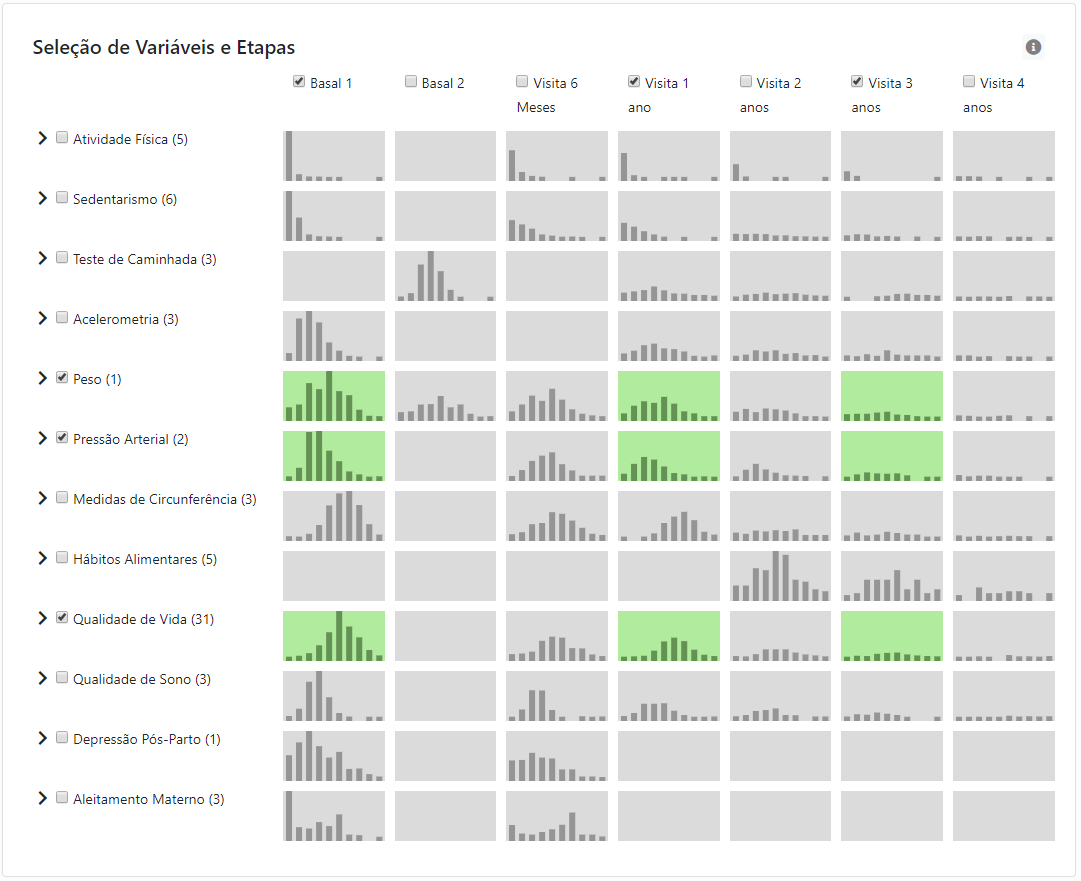 Seleção de Variáveis e Etapas
Basal 1 Basal 2 Visita 6 Visita 1 Visita 2 Visita 3 Visita 4
Meses ano anos anos anos
Atividade Física (5)
Sedentarismo (6)
Teste de Caminhada (3)
Acelerometria (3)
Peso (1)
Pressão Arterial (2)
Medidas de Circunferência (3)
Hábitos Alimentares (5)
Qualidade de Vida (31)
Qualidade de Sono (3)
Depressão Pós-Parto (1)
Aleitamento Materno (3)